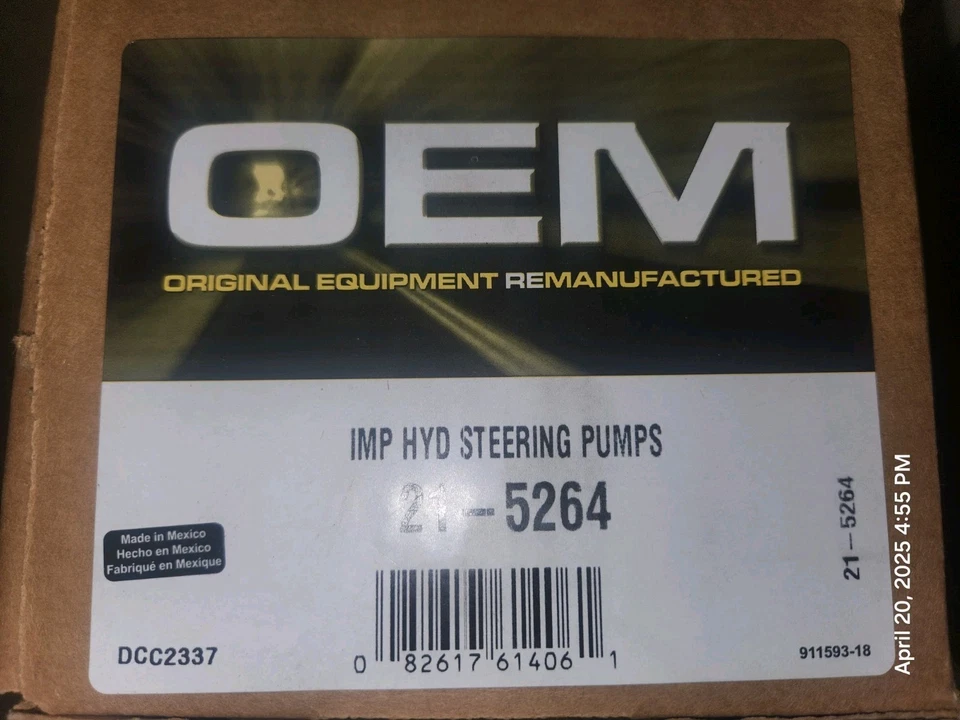 OEM
ORIGINAL EQUIPMENT REMANUFACTURED
IMP HYD STEERING PUMPS
21-5264
21-5264
Made in Mexico
Hecho en Mexico
Fabriqué en Mexique
DCC2337
0 82617 61406 1
911593-18
April 20, 2025 4:55 PM